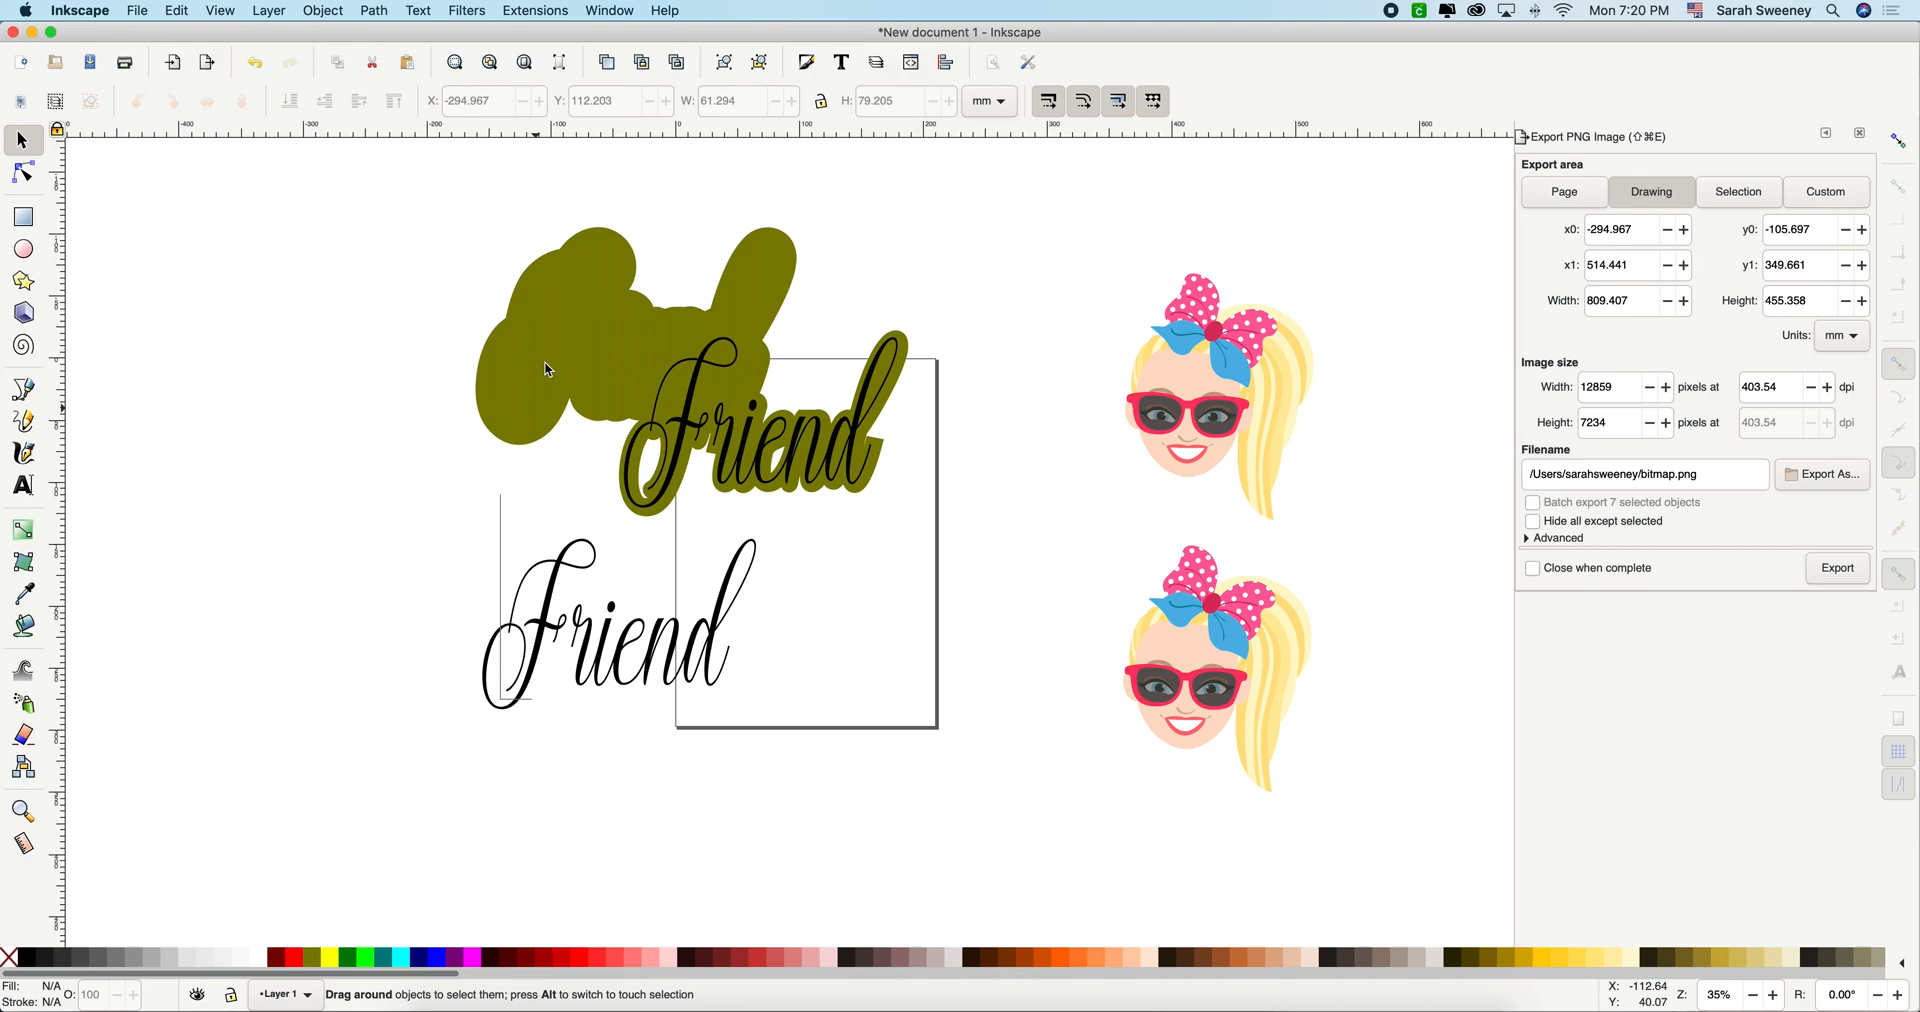 Inkscape File Edit View Layer Object Path Text Filters Extensions Window Help Mon 7:20 PM Sarah Sweeney
*New document 1 - Inkscape
X: -294.967 Y: 112.203 W: 61.294 H: 79.205 mm
Export PNG Image (⇧⌘E)
Export area
Page Drawing Selection Custom
x0: -294.967 y0: -105.697
x1: 514.441 y1: 349.661
Width: 809.407 Height: 455.358
Units: mm
Image size
Width: 12859 pixels at 403.54 dpi
Height: 7234 pixels at 403.54 dpi
Filename
/Users/sarahsweeney/bitmap.png Export As...
Batch export 7 selected objects
Hide all except selected
Advanced
Close when complete Export
Friend
Friend
Fill: N/A O: 100 •Layer 1 Drag around objects to select them; press Alt to switch to touch selection X: -112.64 Z: 35% R: 0.00°
Stroke: N/A Y: 40.07